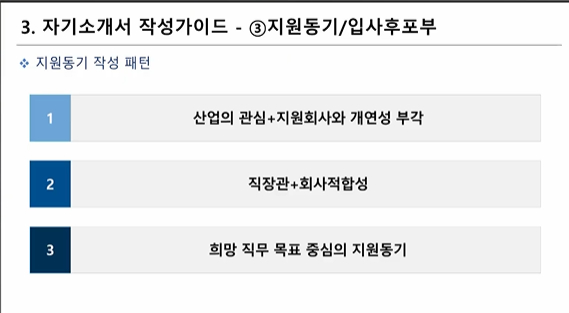 3. 자기소개서 작성가이드 - ③지원동기/입사후포부
❖ 지원동기 작성 패턴
1 산업의 관심+지원회사와 개연성 부각
2 직장관+회사적합성
3 희망 직무 목표 중심의 지원동기